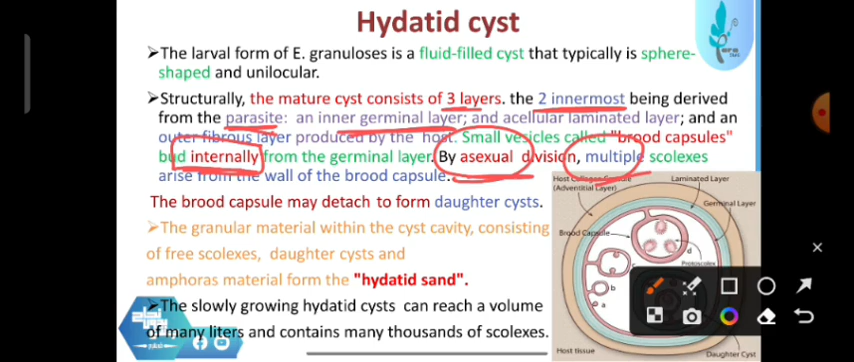 Hydatid cyst
➤The larval form of E. granuloses is a fluid-filled cyst that typically is sphere-
shaped and unilocular.
➤Structurally, the mature cyst consists of 3 layers. the 2 innermost being derived
from the parasite: an inner germinal layer; and acellular laminated layer; and an
outer fibrous layer produced by the host. Small vesicles called "brood capsules"
bud internally from the germinal layer. By asexual division, multiple scolexes
arise from the wall of the brood capsule.
The brood capsule may detach to form daughter cysts.
➤The granular material within the cyst cavity, consisting
of free scolexes, daughter cysts and
amphoras material form the "hydatid sand".
➤The slowly growing hydatid cysts can reach a volume
of many liters and contains many thousands of scolexes.
Host Capsule
(Adventitial Layer)
Laminated Layer
Germinal Layer
Brood Capsule
Protoscolex
a
b
c
d
Host tissue
Daughter Cyst